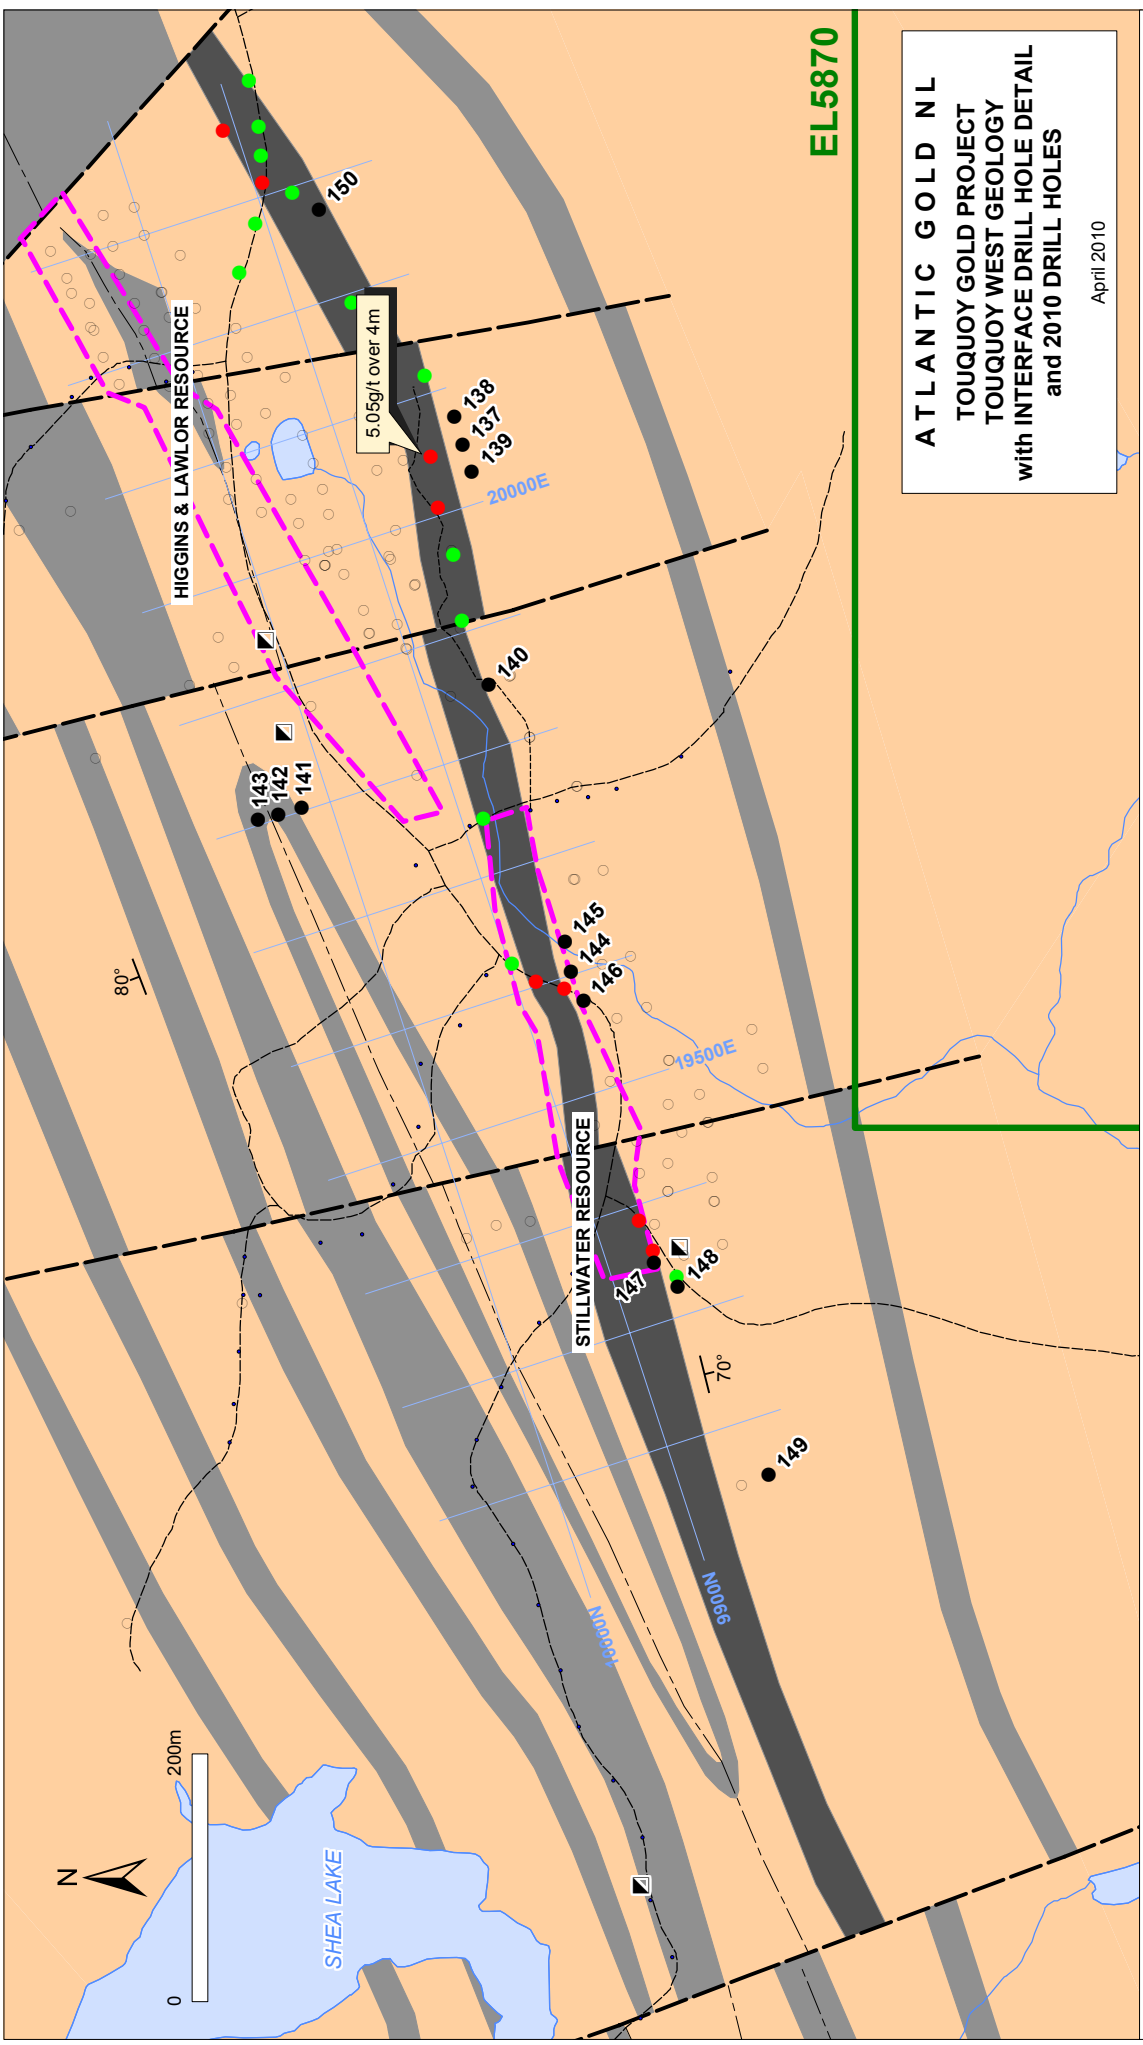 ATLANTIC GOLD NL
TOUQUOY GOLD PROJECT
TOUQUOY WEST GEOLOGY
with INTERFACE DRILL HOLE DETAIL
and 2010 DRILL HOLES
April 2010
EL5870
N
0
200m
SHEA LAKE
HIGGINS & LAWLOR RESOURCE
STILLWATER RESOURCE
5.05g/t over 4m
150
138
137
139
20000E
140
143
142
141
145
144
146
19500E
147
148
149
80°
70°
10000N
9900N